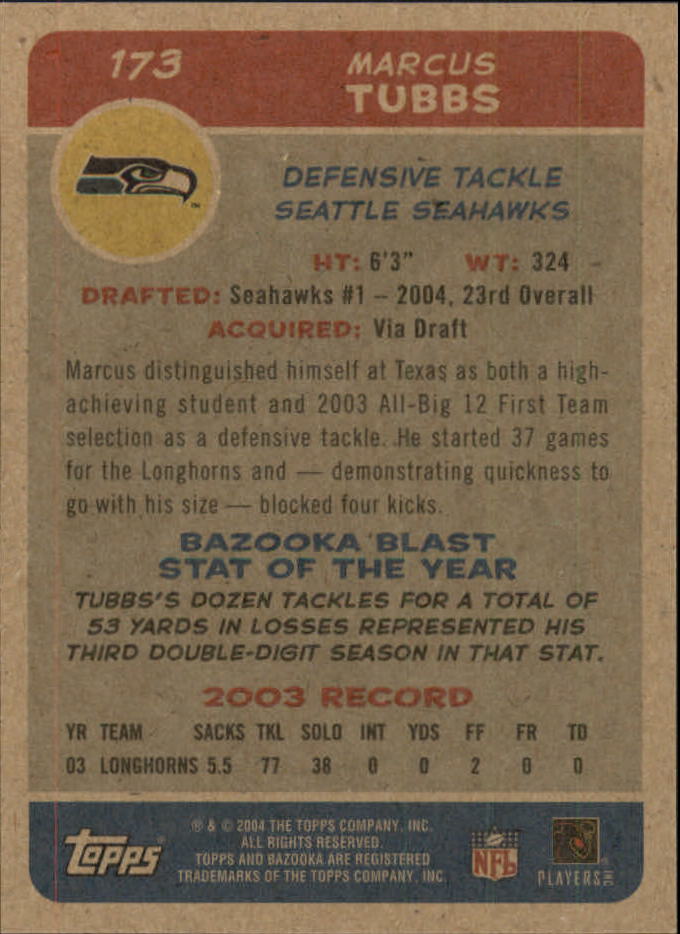 173
MARCUS
TUBBS
DEFENSIVE TACKLE
SEATTLE SEAHAWKS
HT: 6'3" WT: 324
DRAFTED: Seahawks #1 – 2004, 23rd Overall
ACQUIRED: Via Draft
Marcus distinguished himself at Texas as both a high-
achieving student and 2003 All-Big 12 First Team
selection as a defensive tackle. He started 37 games
for the Longhorns and — demonstrating quickness to
go with his size — blocked four kicks.
BAZOOKA BLAST
STAT OF THE YEAR
TUBBS'S DOZEN TACKLES FOR A TOTAL OF
53 YARDS IN LOSSES REPRESENTED HIS
THIRD DOUBLE-DIGIT SEASON IN THAT STAT.
2003 RECORD
YR TEAM SACKS TKL SOLO INT YDS FF FR TD
03 LONGHORNS 5.5 77 38 0 0 2 0 0
topps
® & © 2004 THE TOPPS COMPANY, INC.
ALL RIGHTS RESERVED.
TOPPS AND BAZOOKA ARE REGISTERED
TRADEMARKS OF THE TOPPS COMPANY, INC.
NFL
PLAYERS INC